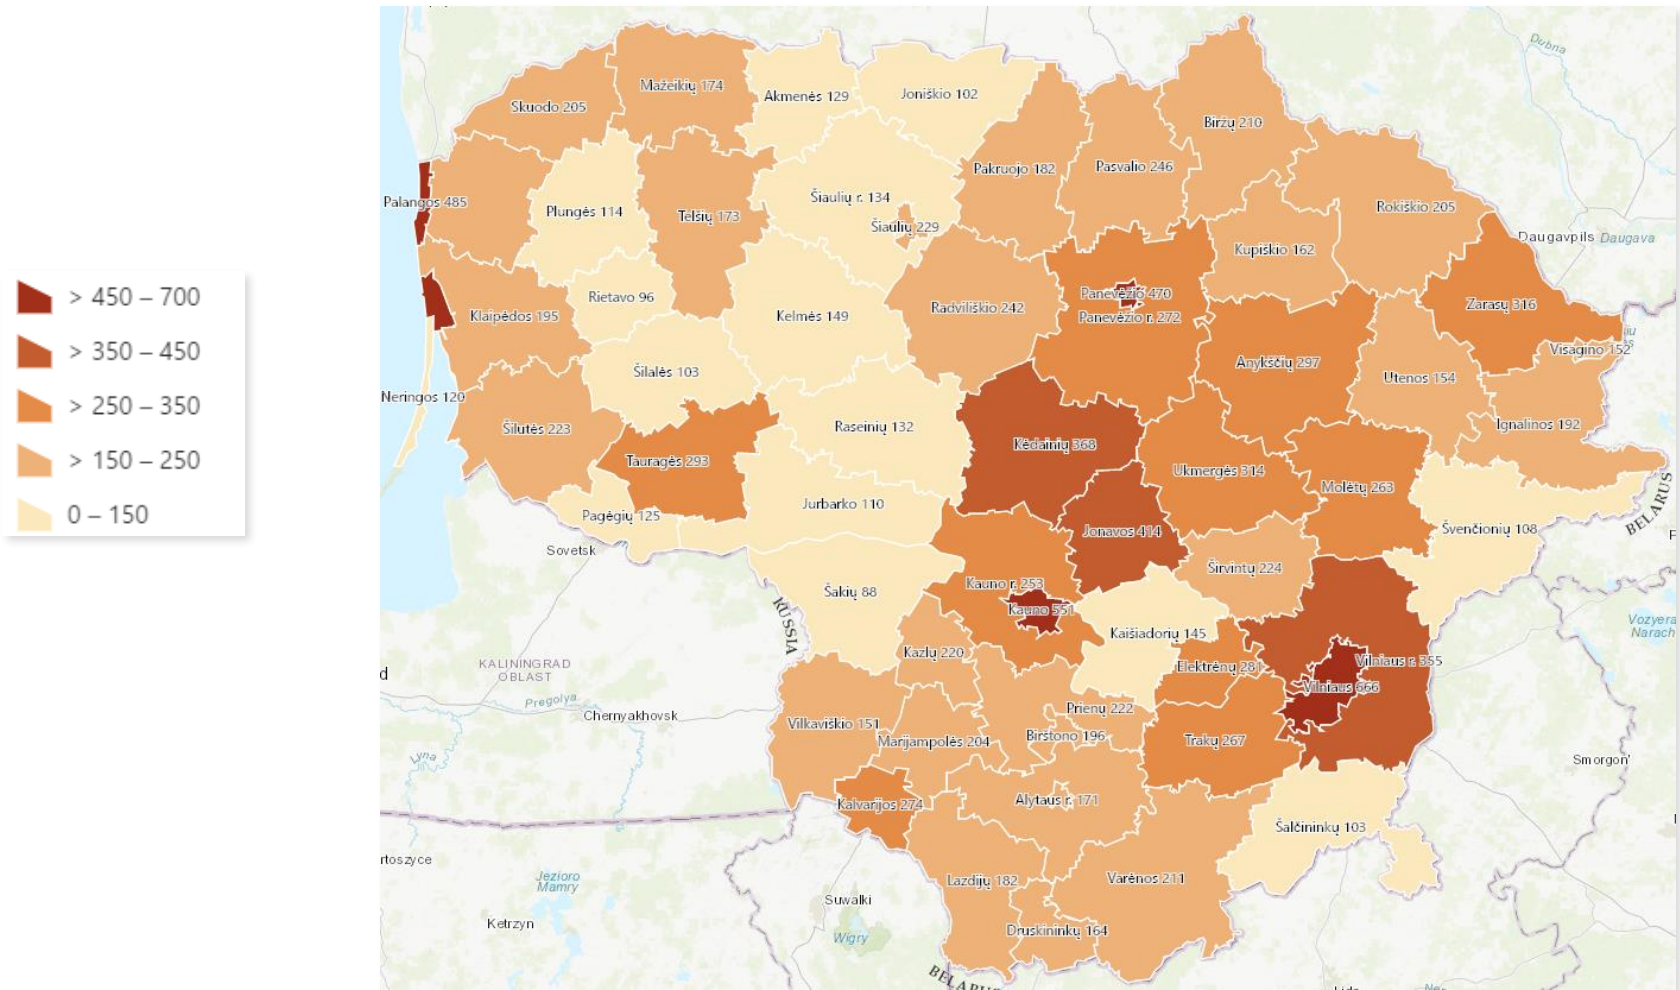 > 450 – 700
> 350 – 450
> 250 – 350
> 150 – 250
0 – 150
Dubna
Mažeikių 174
Skuodo 205
Akmenės 129
Joniškio 102
Biržų 210
Pakruojo 182
Pasvalio 246
Palangos 485
Plungės 114
Telšių 173
Šiaulių r. 134
Šiaulių 229
Rokiškio 205
Daugavpils
Daugava
Kupiškio 162
Rietavo 96
Klaipėdos 195
Kelmės 149
Radviliškio 242
Panevėžio 470
Panevėžio r. 272
Zarasų 316
Visagino 152
Šilalės 103
Anykščių 297
Utenos 154
Neringos 120
Šilutės 223
Raseinių 132
Ignalinos 192
Kėdainių 368
Tauragės 293
Ukmergės 314
Molėtų 263
Pagėgių 125
Jurbarko 110
Jonavos 414
Švenčionių 108
BELARUS
Sovetsk
Širvintų 224
Kauno r. 253
Šakių 88
RUSSIA
Kauno 551
Kaišiadorių 145
Vozyera
Narach
KALININGRAD
OBLAST
Kazlų 220
Elektrėnų 281
Vilniaus r. 355
Vilniaus 666
d
Pregolya
Chernyakhovsk
Prienų 222
Vilkaviškio 151
Marijampolės 204
Birštono 196
Trakų 267
Lyna
Smorgon'
Kalvarijos 274
Alytaus r. 171
Šalčininkų 103
rtoszyce
Jezioro
Mamry
Lazdijų 182
Varėnos 211
Suwalki
Ketrzyn
Wigry
Druskininkų 164
BELARUS